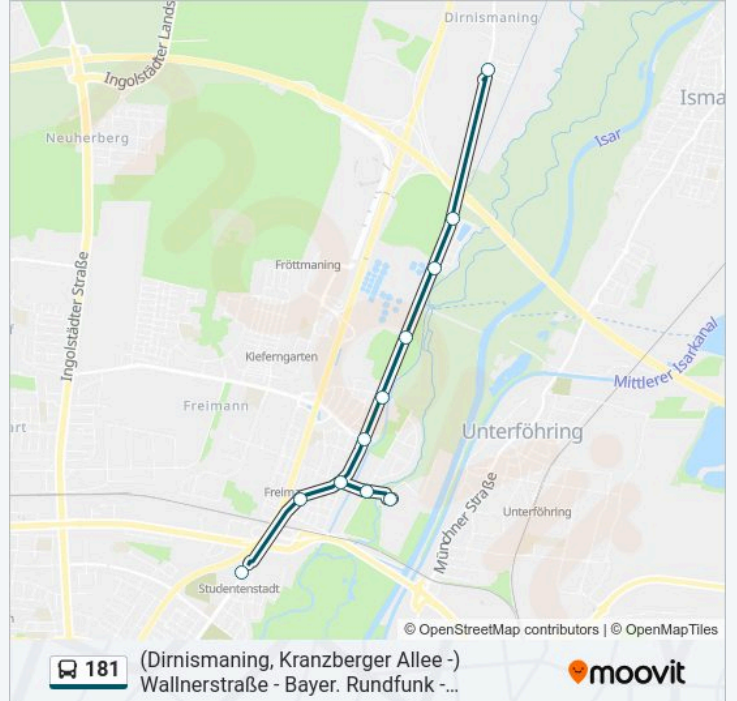 Dirnismaning
Ingolstädter Lands
Isma
Neuherberg
Isar
Fröttmaning
Ingolstädter Straße
Kieferngarten
Mittlerer Isarkanal
Freimann
art
Unterföhring
Freima
Münchner Straße
Unterföhring
Studentenstadt
© OpenStreetMap contributors | © OpenMapTiles
181
(Dirnismaning, Kranzberger Allee -)
Wallnerstraße - Bayer. Rundfunk -...
moovit